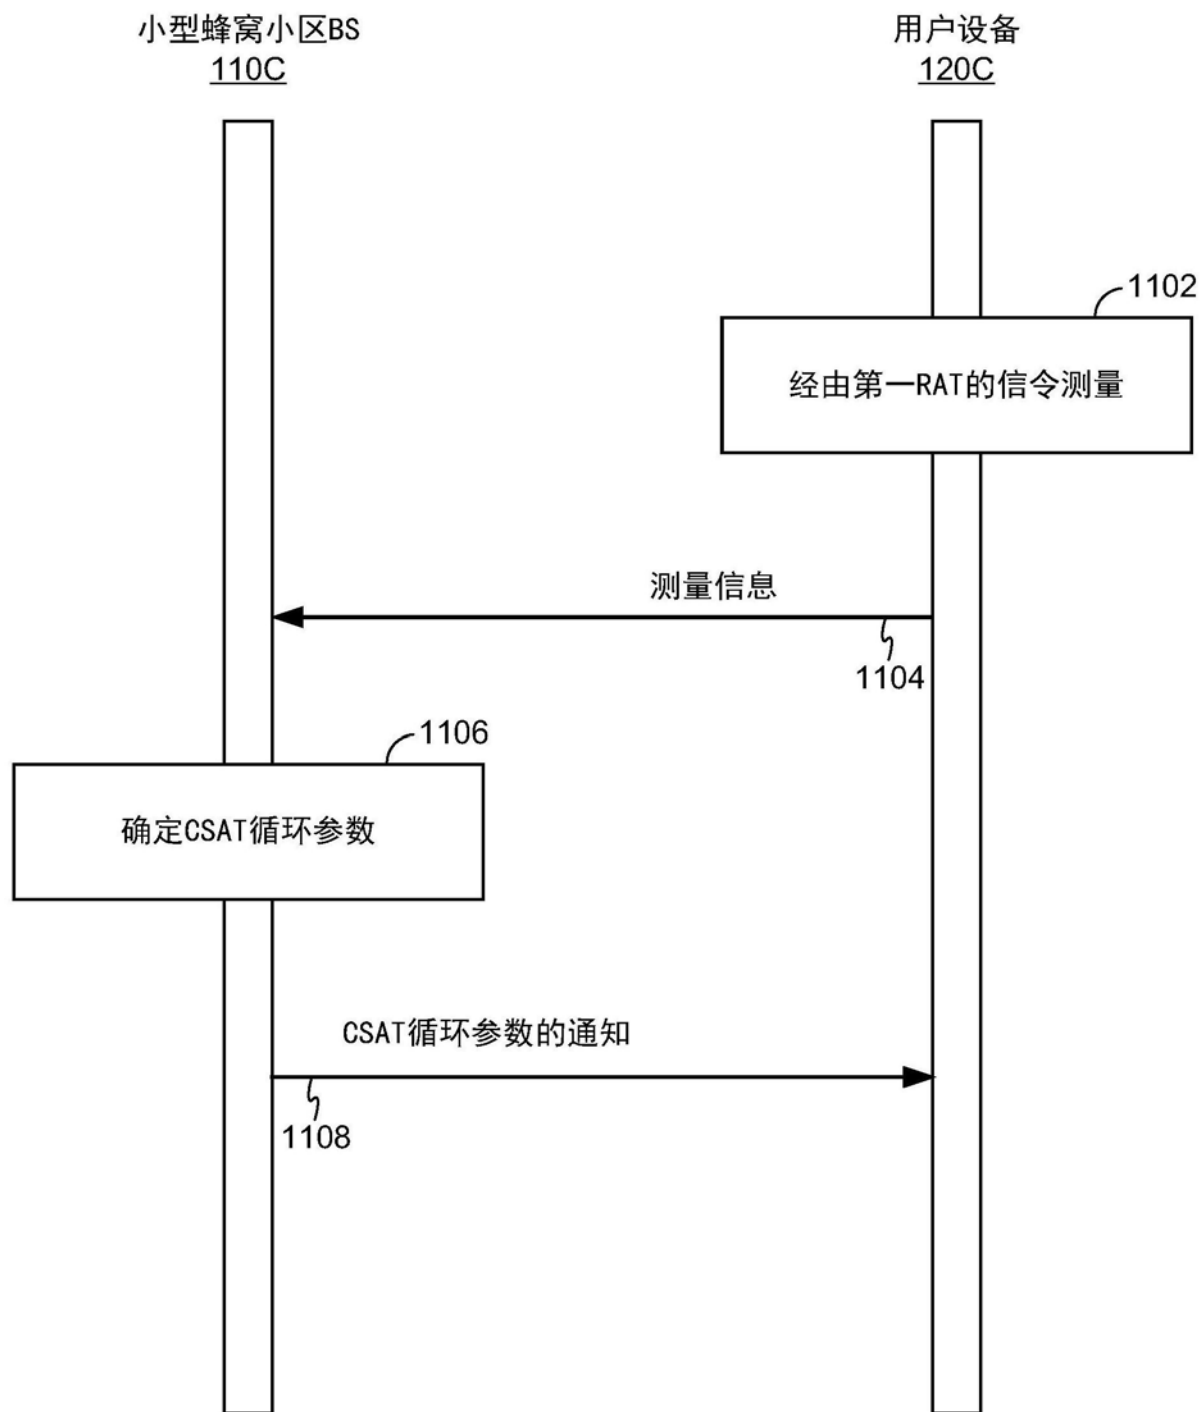 小型蜂窝小区BS
110C
用户设备
120C
1102
经由第一RAT的信令测量
测量信息
1104
1106
确定CSAT循环参数
CSAT循环参数的通知
1108